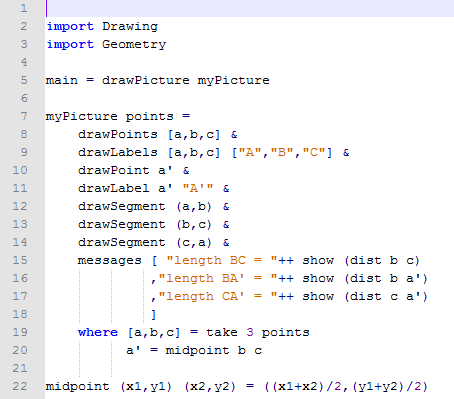 1
2 import Drawing
3 import Geometry
4
5 main = drawPicture myPicture
6
7 myPicture points =
8     drawPoints [a,b,c] &
9     drawLabels [a,b,c] ["A","B","C"] &
10     drawPoint a' &
11     drawLabel a' "A'" &
12     drawSegment (a,b) &
13     drawSegment (b,c) &
14     drawSegment (c,a) &
15     messages [ "length BC = "++ show (dist b c)
16              ,"length BA' = "++ show (dist b a')
17              ,"length CA' = "++ show (dist c a')
18              ]
19     where [a,b,c] = take 3 points
20           a' = midpoint b c
21
22 midpoint (x1,y1) (x2,y2) = ((x1+x2)/2,(y1+y2)/2)